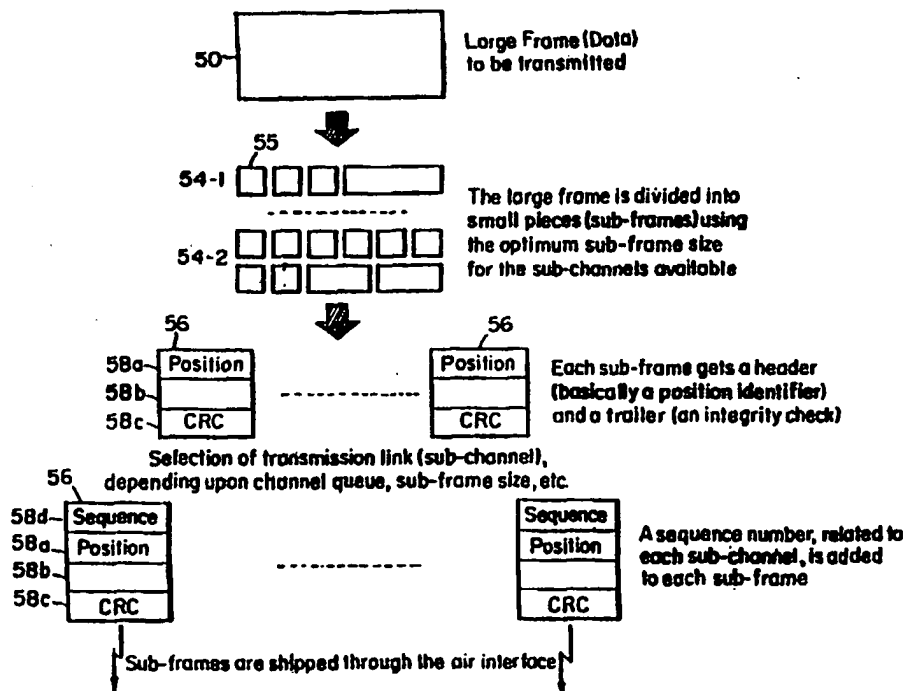 50
Large Frame (Data)
to be transmitted
55
54-1
54-2
The large frame is divided into
small pieces (sub-frames) using
the optimum sub-frame size
for the sub-channels available
56
58a
Position
58b
58c
CRC
56
Position
CRC
Each sub-frame gets a header
(basically a position identifier)
and a trailer (an integrity check)
Selection of transmission link (sub-channel),
depending upon channel queue, sub-frame size, etc.
56
58d
Sequence
58a
Position
58b
58c
CRC
Sequence
Position
CRC
A sequence number, related to
each sub-channel, is added
to each sub-frame
Sub-frames are shipped through the air interface